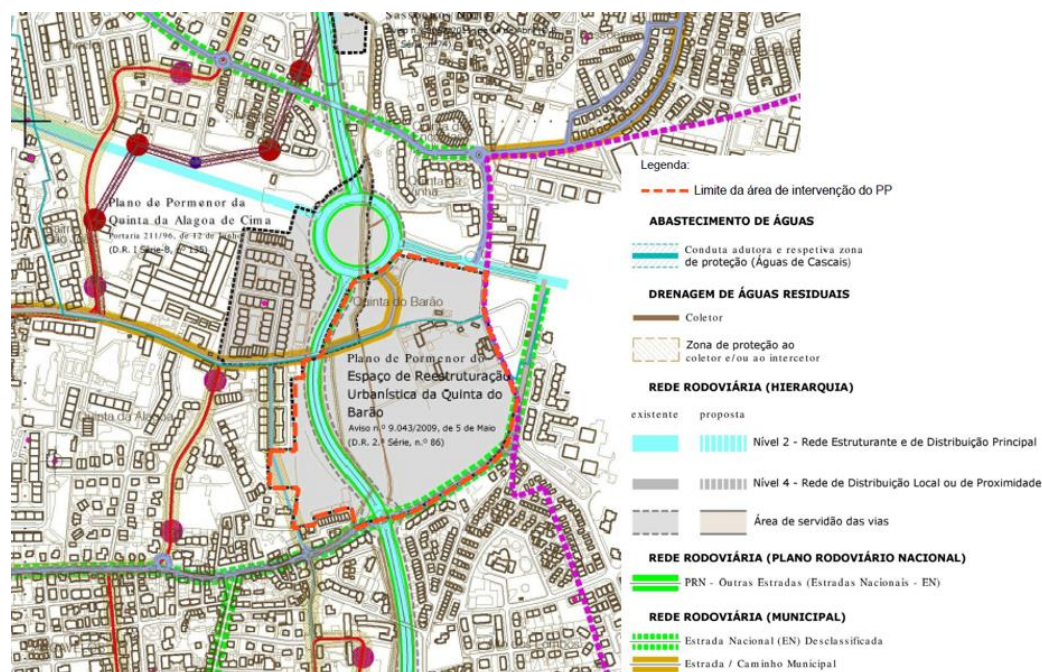 Plano de Pormenor da
Quinta da Alagoa de Cima
Portaria 211/96, de 12 de Junho
(D.R. I Série-B, nº 135)
Quinta do Barão
Plano de Pormenor do
Espaço de Reestruturação
Urbanística da Quinta do
Barão
Aviso n.º 9.043/2009, de 5 de Maio
(D.R. 2.ª Série, n.º 86)
Quinta da Alagoa
Legenda:
Limite da área de intervenção do PP
ABASTECIMENTO DE ÁGUAS
Conduta adutora e respetiva zona
de proteção (Águas de Cascais)
DRENAGEM DE ÁGUAS RESIDUAIS
Coletor
Zona de proteção ao
coletor e/ou ao intercetor
REDE RODOVIÁRIA (HIERARQUIA)
existente proposta
Nível 2 - Rede Estruturante e de Distribuição Principal
Nível 4 - Rede de Distribuição Local ou de Proximidade
Área de servidão das vias
REDE RODOVIÁRIA (PLANO RODOVIÁRIO NACIONAL)
PRN - Outras Estradas (Estradas Nacionais - EN)
REDE RODOVIÁRIA (MUNICIPAL)
Estrada Nacional (EN) Desclassificada
Estrada / Caminho Municipal